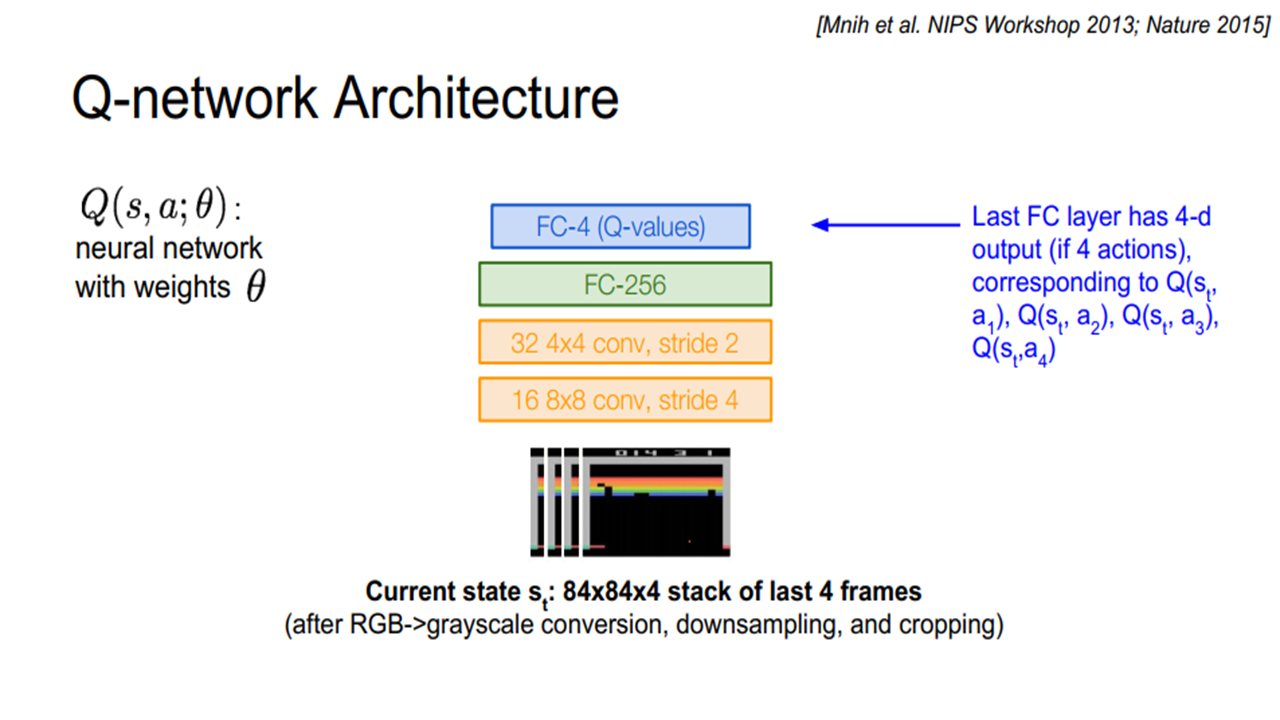 [Mnih et al. NIPS Workshop 2013; Nature 2015]
Q-network Architecture
Q(s, a; θ) :
neural network
with weights θ
FC-4 (Q-values)
FC-256
32 4x4 conv, stride 2
16 8x8 conv, stride 4
Last FC layer has 4-d
output (if 4 actions),
corresponding to Q(s_t,
a_1), Q(s_t, a_2), Q(s_t, a_3),
Q(s_t,a_4)
014 3 1
Current state s_t: 84x84x4 stack of last 4 frames
(after RGB->grayscale conversion, downsampling, and cropping)